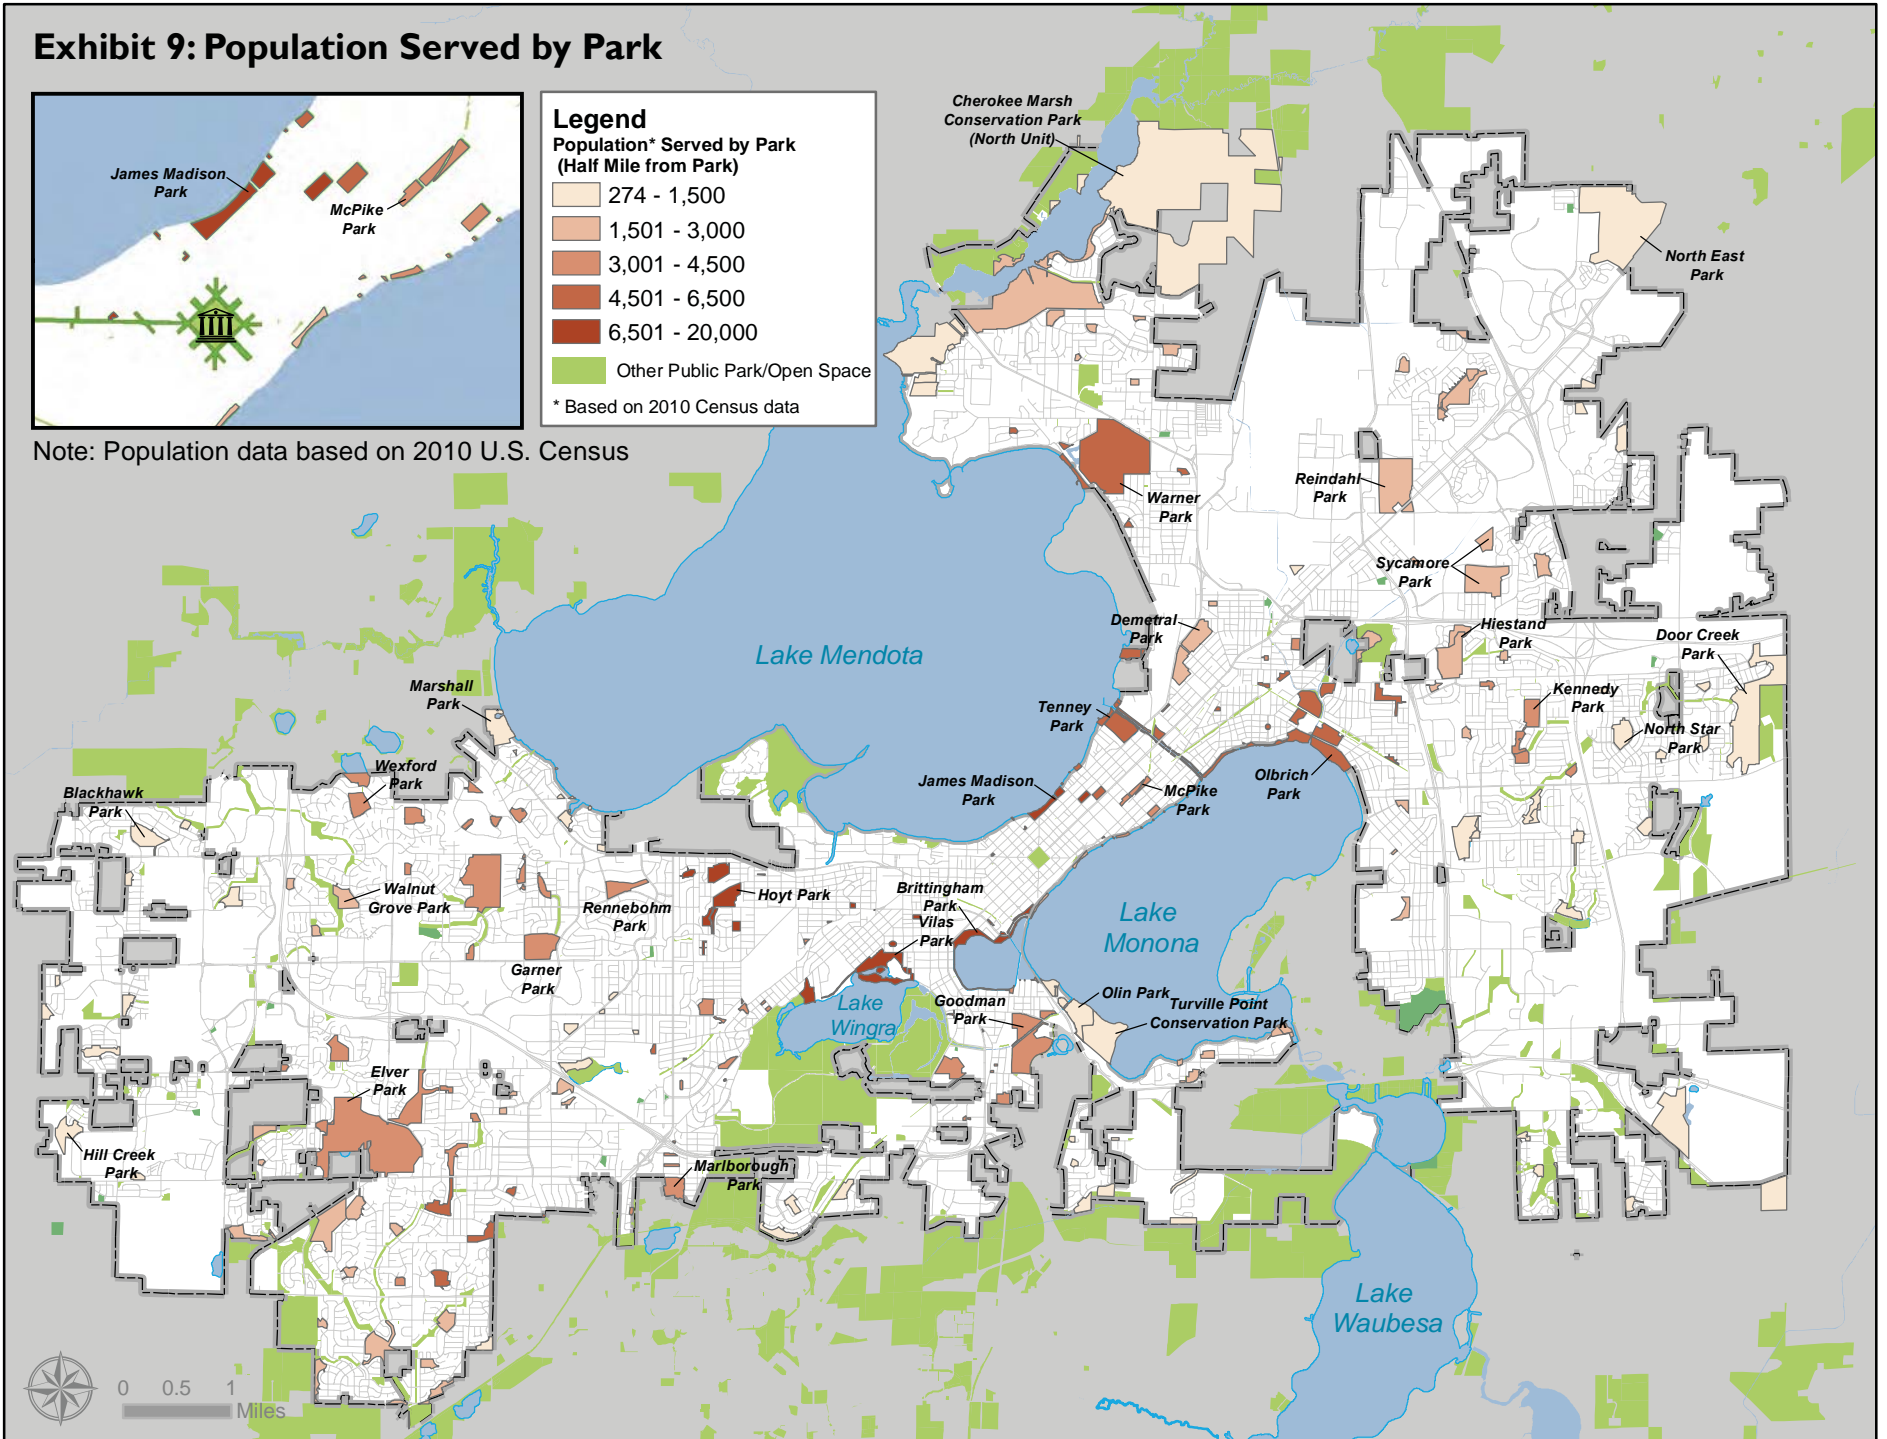 Exhibit 9: Population Served by Park
James Madison
Park
McPike
Park
Legend
Population* Served by Park
(Half Mile from Park)
274 - 1,500
1,501 - 3,000
3,001 - 4,500
4,501 - 6,500
6,501 - 20,000
Other Public Park/Open Space
* Based on 2010 Census data
Note: Population data based on 2010 U.S. Census
Cherokee Marsh
Conservation Park
(North Unit)
North East
Park
Warner
Park
Reindahl
Park
Sycamore
Park
Demetral
Park
Hiestand
Park
Door Creek
Park
Lake Mendota
Marshall
Park
Tenney
Park
Kennedy
Park
North Star
Park
Wexford
Park
Blackhawk
Park
James Madison
Park
McPike
Park
Olbrich
Park
Walnut
Grove Park
Rennebohm
Park
Hoyt Park
Brittingham
Park
Vilas
Park
Lake
Monona
Garner
Park
Lake
Wingra
Goodman
Park
Olin Park
Turville Point
Conservation Park
Elver
Park
Hill Creek
Park
Marlborough
Park
Lake
Waubesa
0 0.5 1
Miles